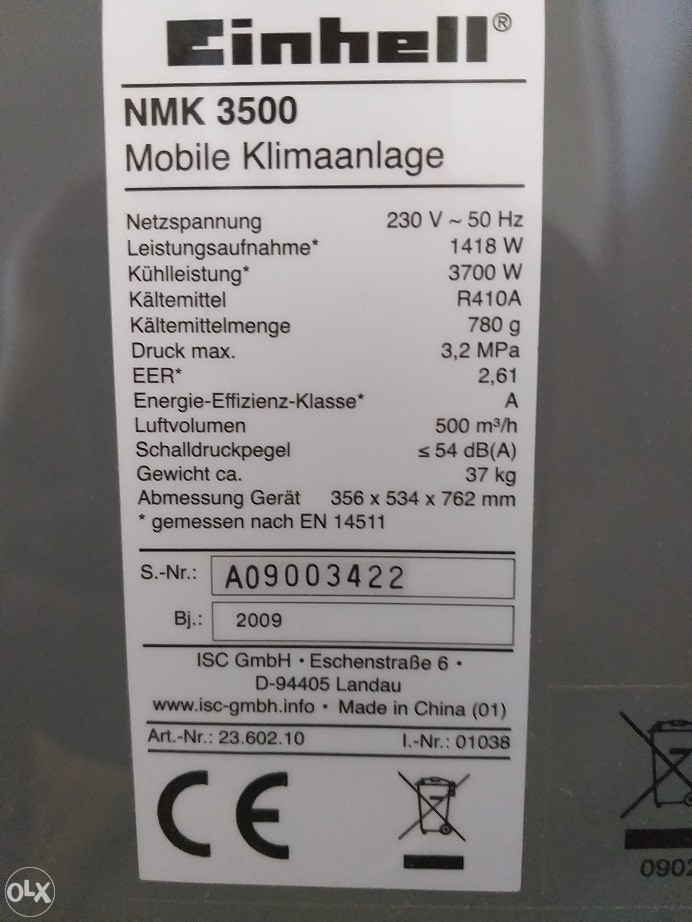 Einhell®
NMK 3500
Mobile Klimaanlage
Netzspannung 230 V ~ 50 Hz
Leistungsaufnahme* 1418 W
Kühlleistung* 3700 W
Kältemittel R410A
Kältemittelmenge 780 g
Druck max. 3,2 MPa
EER* 2,61
Energie-Effizienz-Klasse* A
Luftvolumen 500 m³/h
Schalldruckpegel ≤ 54 dB(A)
Gewicht ca. 37 kg
Abmessung Gerät 356 x 534 x 762 mm
* gemessen nach EN 14511
S.-Nr.: A09003422
Bj.: 2009
ISC GmbH · Eschenstraße 6 ·
D-94405 Landau
www.isc-gmbh.info · Made in China (01)
Art.-Nr.: 23.602.10 I.-Nr.: 01038
CE
OLX